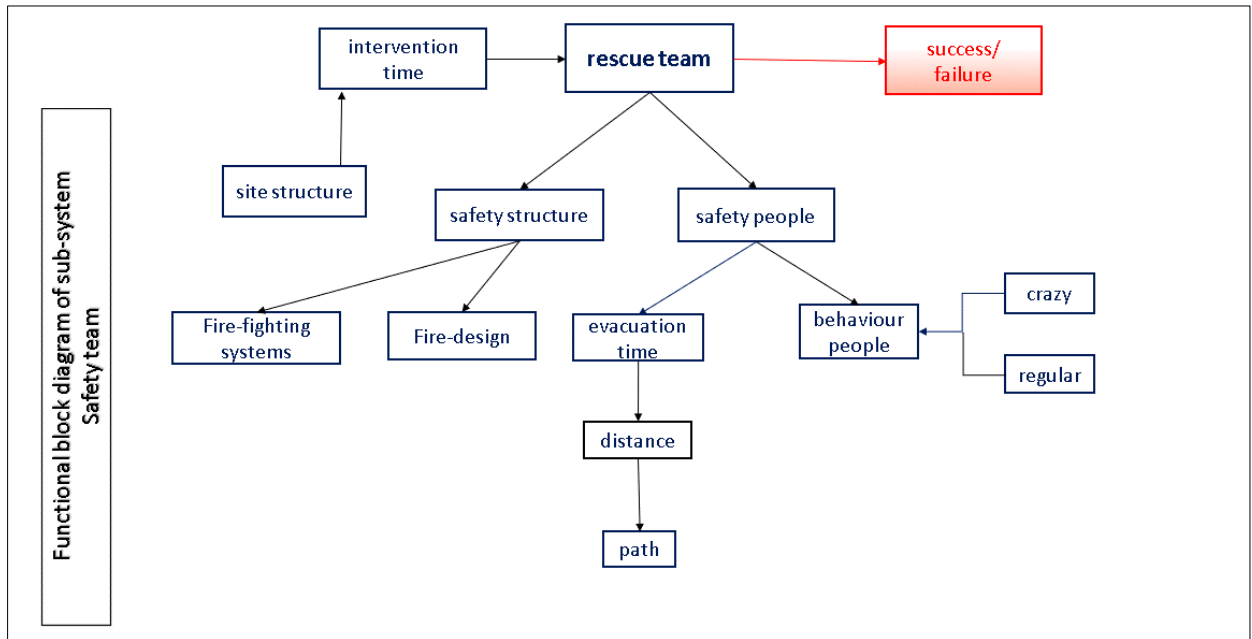 Functional block diagram of sub-system
Safety team
intervention
time
rescue team
success/
failure
site structure
safety structure
safety people
Fire-fighting
systems
Fire-design
evacuation
time
behaviour
people
crazy
regular
distance
path